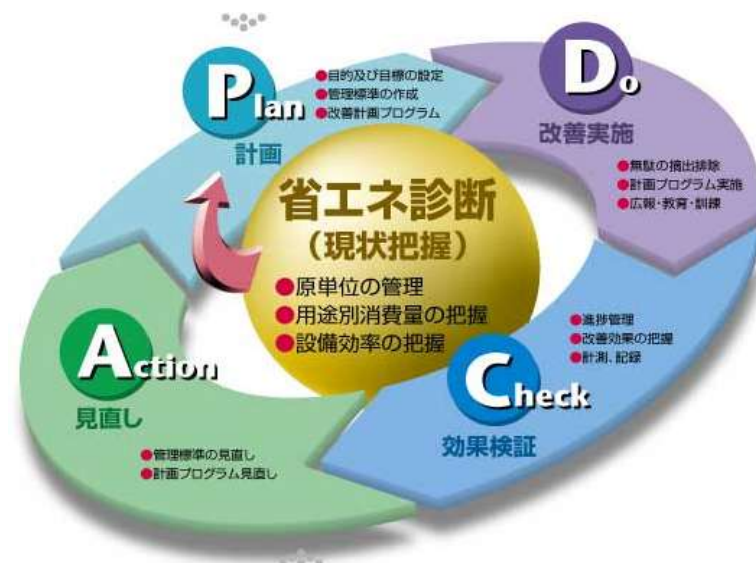 Plan
計画
●目的及び目標の設定
●管理標準の作成
●改善計画プログラム
Do
改善実施
●無駄の摘出排除
●計画プログラム実施
●広報・教育・訓練
省エネ診断
（現状把握）
●原単位の管理
●用途別消費量の把握
●設備効率の把握
Check
効果検証
●進捗管理
●改善効果の把握
●計測、記録
Action
見直し
●管理標準の見直し
●計画プログラム見直し